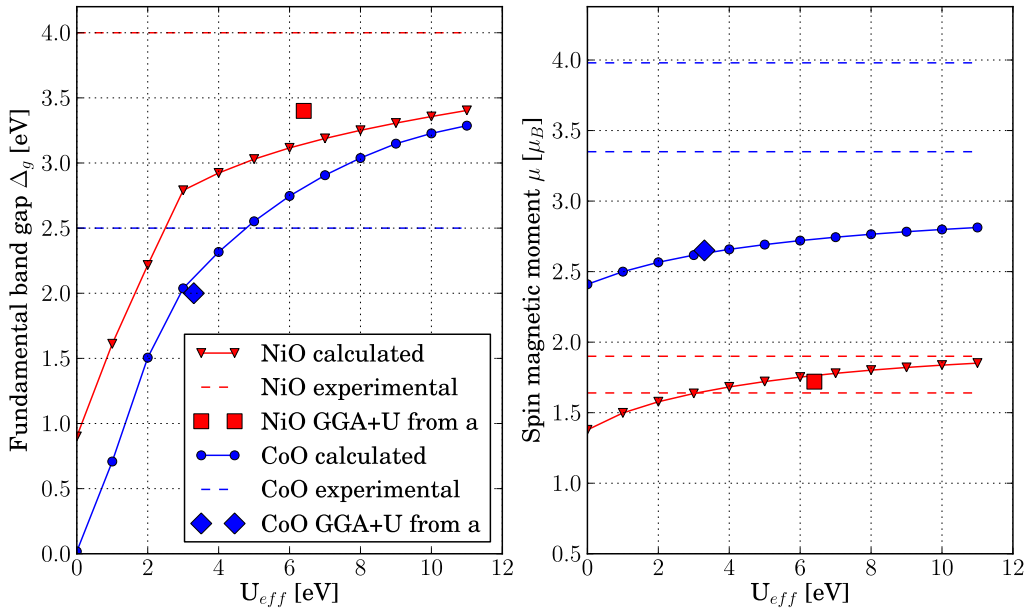 Fundamental band gap Δg [eV]
4.0
3.5
3.0
2.5
2.0
1.5
1.0
0.5
0.0
0 2 4 6 8 10 12
Ueff [eV]
NiO calculated
NiO experimental
NiO GGA+U from a
CoO calculated
CoO experimental
CoO GGA+U from a
Spin magnetic moment μ [μB]
4.0
3.5
3.0
2.5
2.0
1.5
1.0
0.5
0 2 4 6 8 10 12
Ueff [eV]